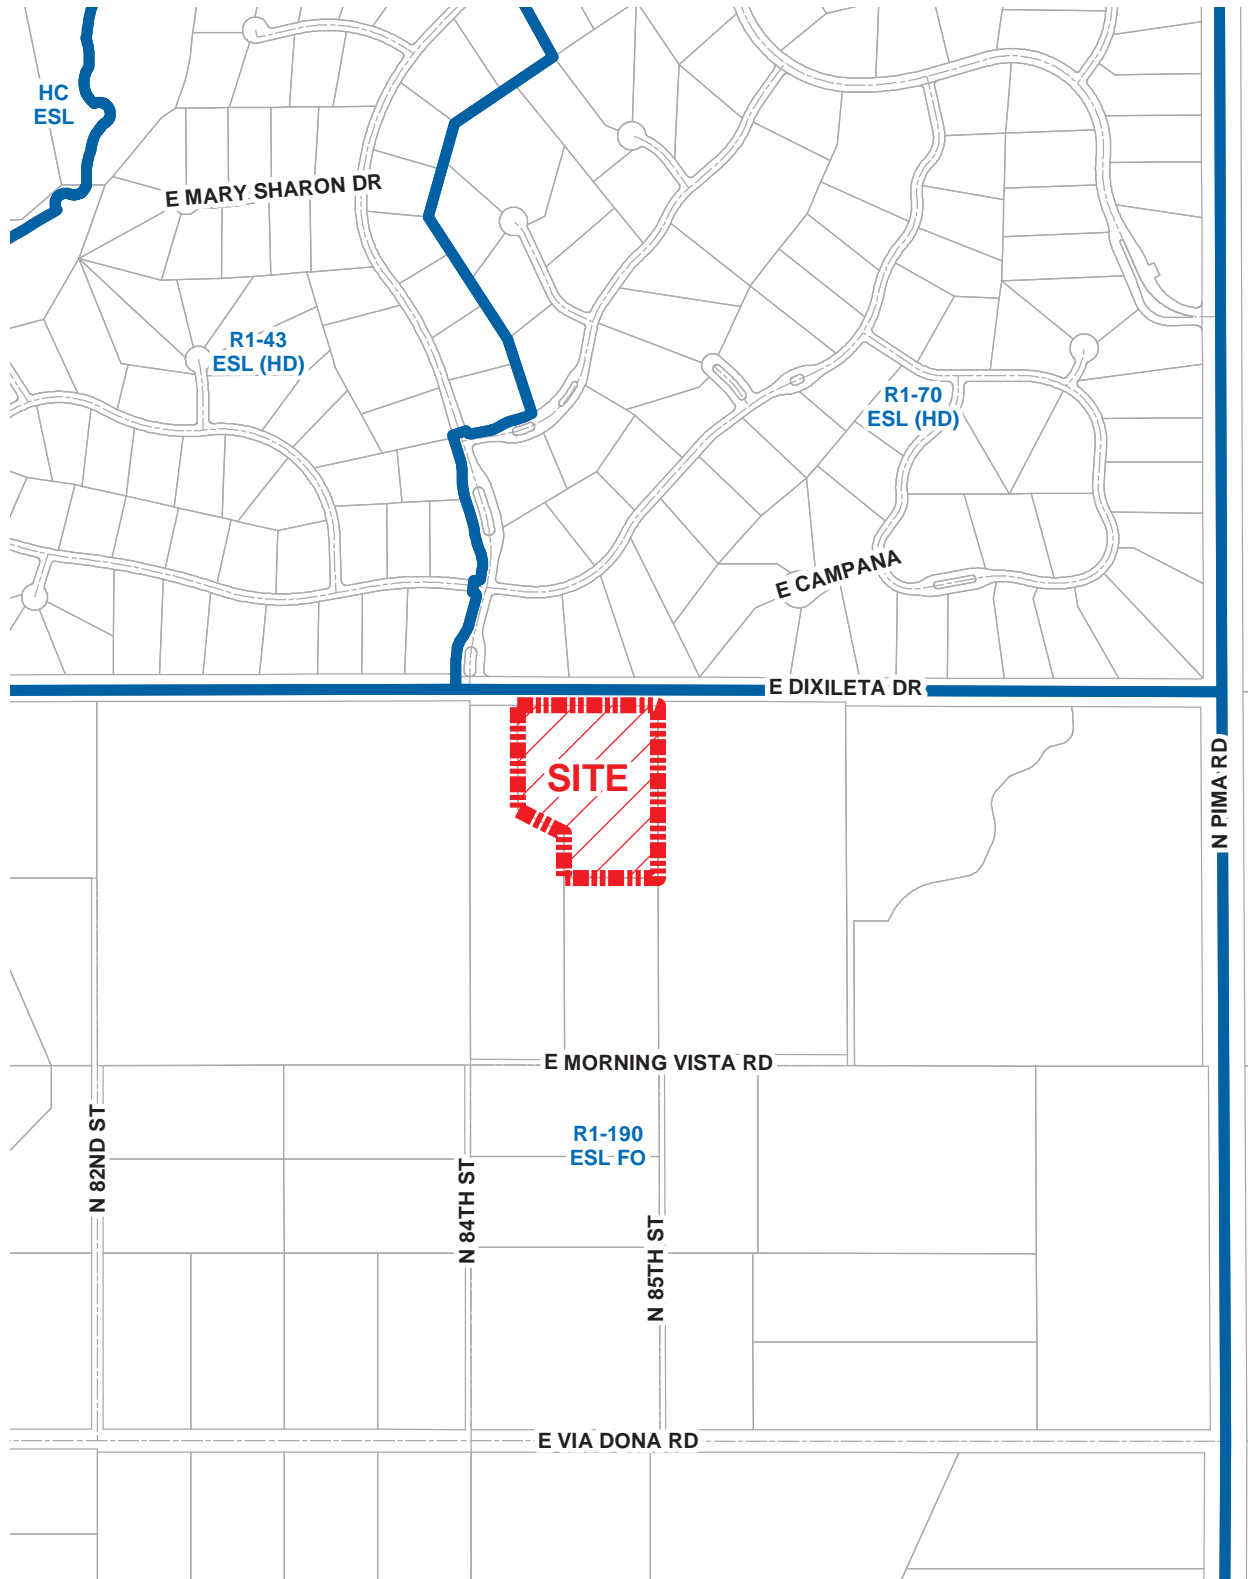 HC
ESL
E MARY SHARON DR
R1-43
ESL (HD)
R1-70
ESL (HD)
E CAMPANA
E DIXILETA DR
SITE
N PIMA RD
E MORNING VISTA RD
R1-190
ESL FO
N 82ND ST
N 84TH ST
N 85TH ST
E VIA DONA RD